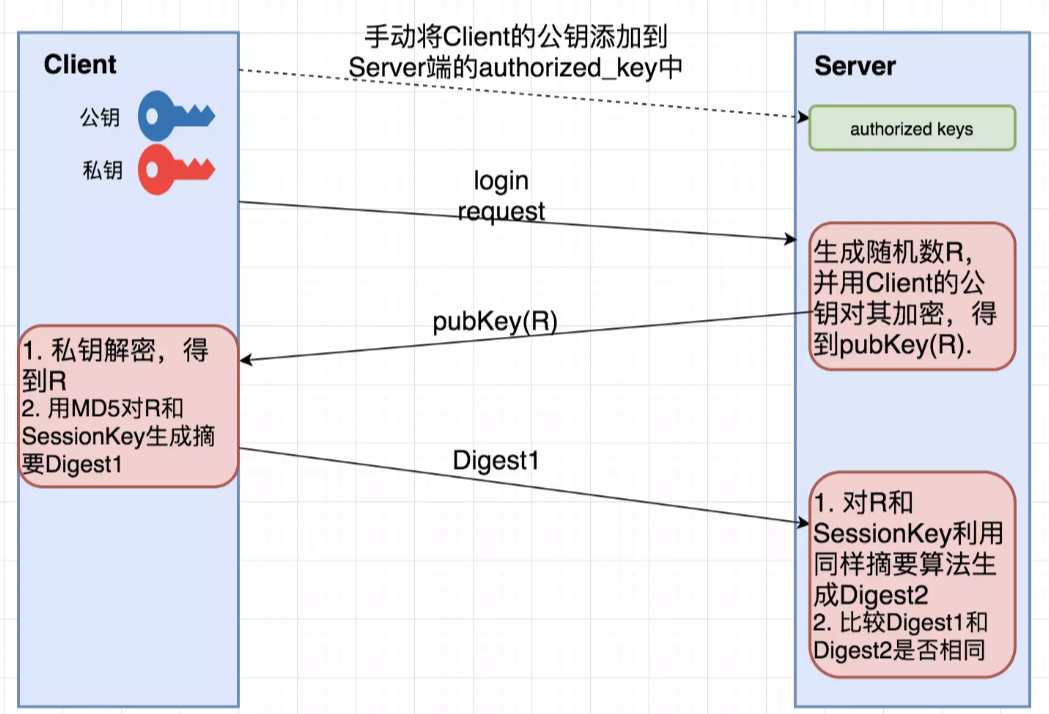 手动将Client的公钥添加到
Server端的authorized_key中
Client
公钥
私钥
Server
authorized keys
login
request
生成随机数R，
并用Client的公
钥对其加密，得
到pubKey(R).
pubKey(R)
1. 私钥解密，得
到R
2. 用MD5对R和
SessionKey生成摘
要Digest1
Digest1
1. 对R和
SessionKey利用
同样摘要算法生
成Digest2
2. 比较Digest1和
Digest2是否相同